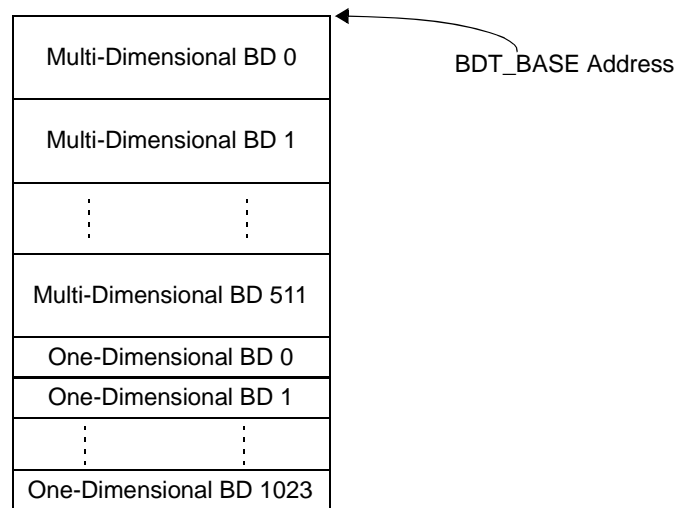 Multi-Dimensional BD 0
BDT_BASE Address
Multi-Dimensional BD 1
Multi-Dimensional BD 511
One-Dimensional BD 0
One-Dimensional BD 1
One-Dimensional BD 1023